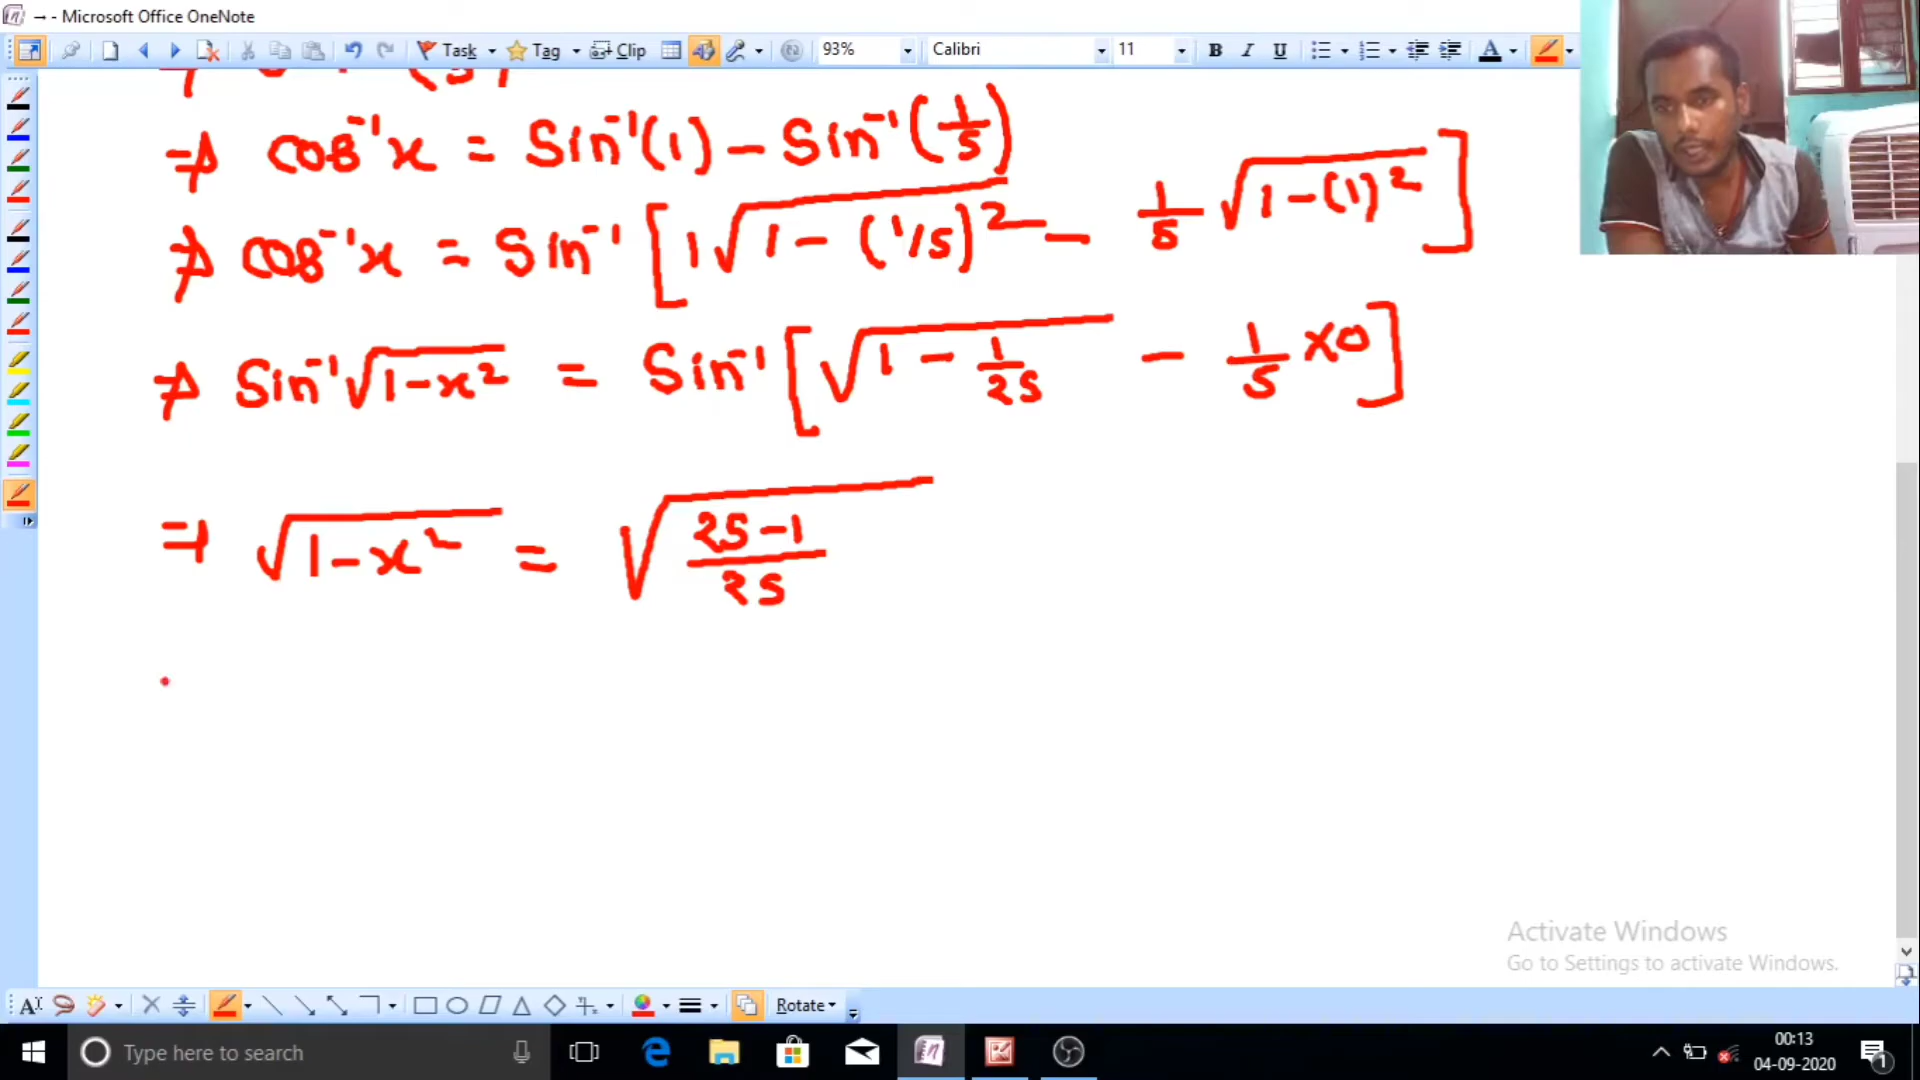 → - Microsoft Office OneNote
Task Tag Clip 93% Calibri 11 B I U A
⇒ cos⁻¹x = Sin⁻¹(1) − Sin⁻¹(1/5)
⇒ cos⁻¹x = Sin⁻¹[1√(1 − (1/5)²) − 1/5 √(1−(1)²)]
⇒ Sin⁻¹√(1−x²) = Sin⁻¹[√(1 − 1/25) − 1/5 ×0]
⇒ √(1−x²) = √((25−1)/25)
Activate Windows
Go to Settings to activate Windows.
Rotate
Type here to search
00:13
04-09-2020
1